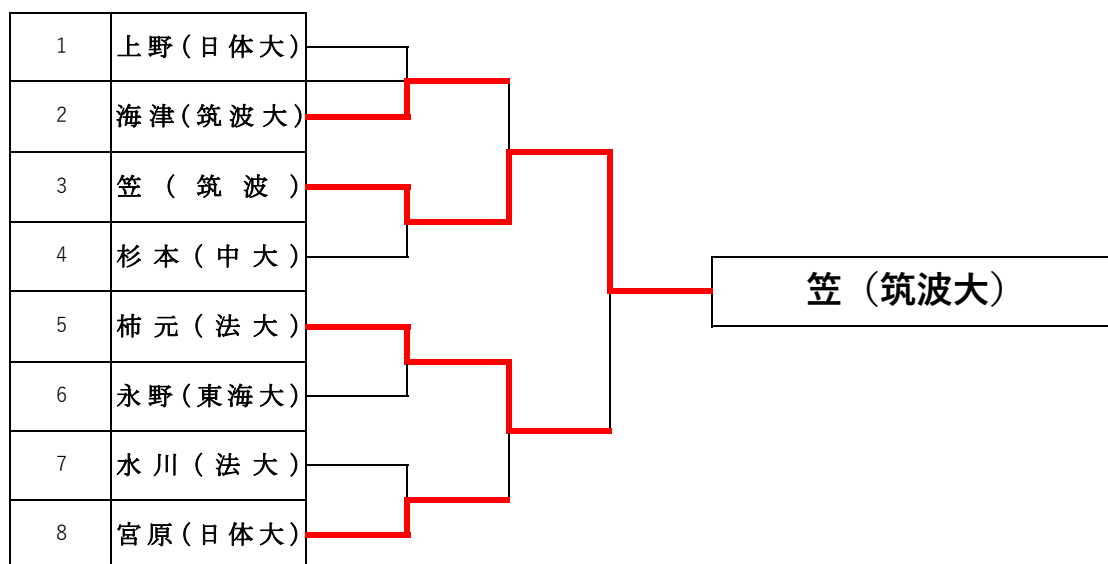 1 上野(日体大)
2 海津(筑波大)
3 笠(筑波)
4 杉本(中大)
笠（筑波大）
5 柿元(法大)
6 永野(東海大)
7 水川(法大)
8 宮原(日体大)